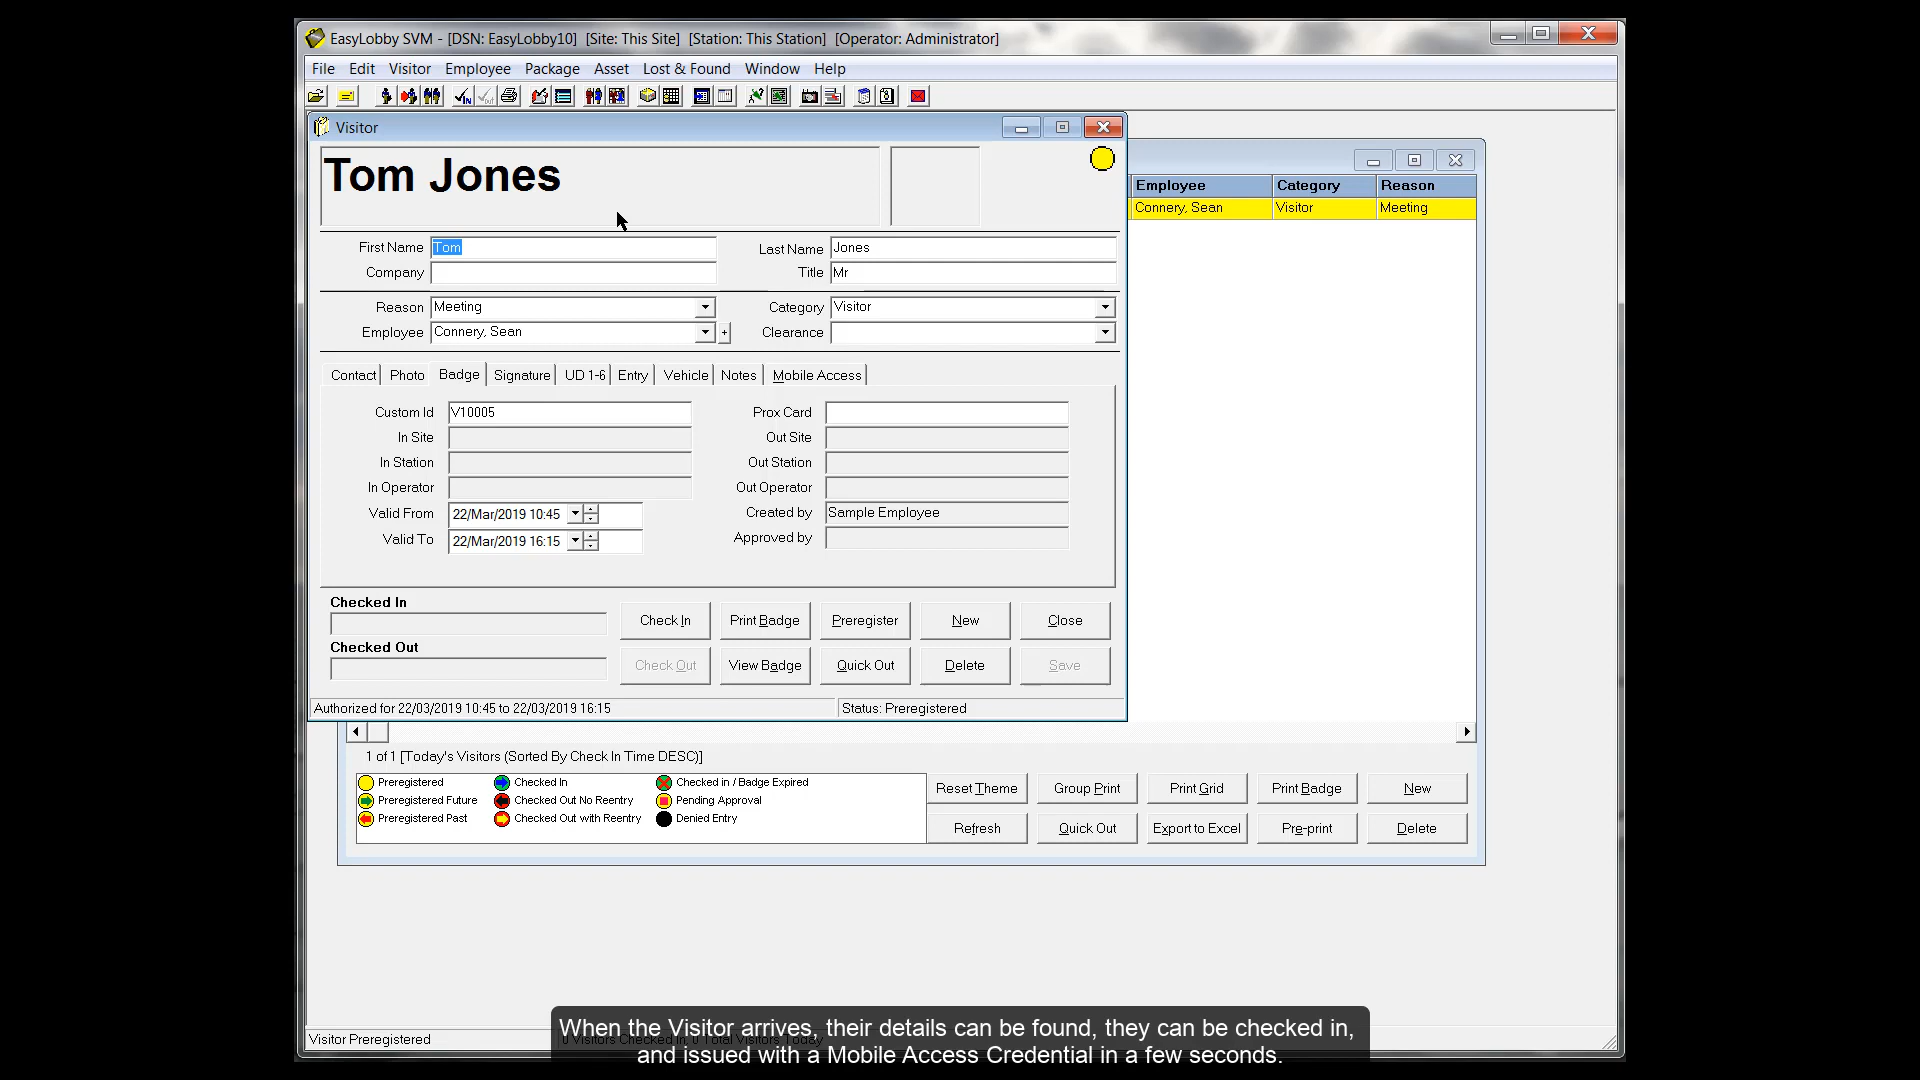 EasyLobby SVM - [DSN: EasyLobby10] [Site: This Site] [Station: This Station] [Operator: Administrator]
File Edit Visitor Employee Package Asset Lost & Found Window Help
Visitor
Tom Jones
Employee Category Reason
Connery, Sean Visitor Meeting
First Name Tom Last Name Jones
Company Title Mr
Reason Meeting Category Visitor
Employee Connery, Sean + Clearance
Contact Photo Badge Signature UD 1-6 Entry Vehicle Notes Mobile Access
Custom Id V10005 Prox Card
In Site Out Site
In Station Out Station
In Operator Out Operator
Valid From 22/Mar/2019 10:45 Created by Sample Employee
Valid To 22/Mar/2019 16:15 Approved by
Checked In
Check In Print Badge Preregister New Close
Checked Out
Check Out View Badge Quick Out Delete Save
Authorized for 22/03/2019 10:45 to 22/03/2019 16:15 Status: Preregistered
1 of 1 [Today's Visitors (Sorted By Check In Time DESC)]
Preregistered Checked In Checked in / Badge Expired
Preregistered Future Checked Out No Reentry Pending Approval
Preregistered Past Checked Out with Reentry Denied Entry
Reset Theme Group Print Print Grid Print Badge New
Refresh Quick Out Export to Excel Pre-print Delete
Visitor Preregistered 0 Visitors Checked In, 0 Total Visitors Today
When the Visitor arrives, their details can be found, they can be checked in,
and issued with a Mobile Access Credential in a few seconds.